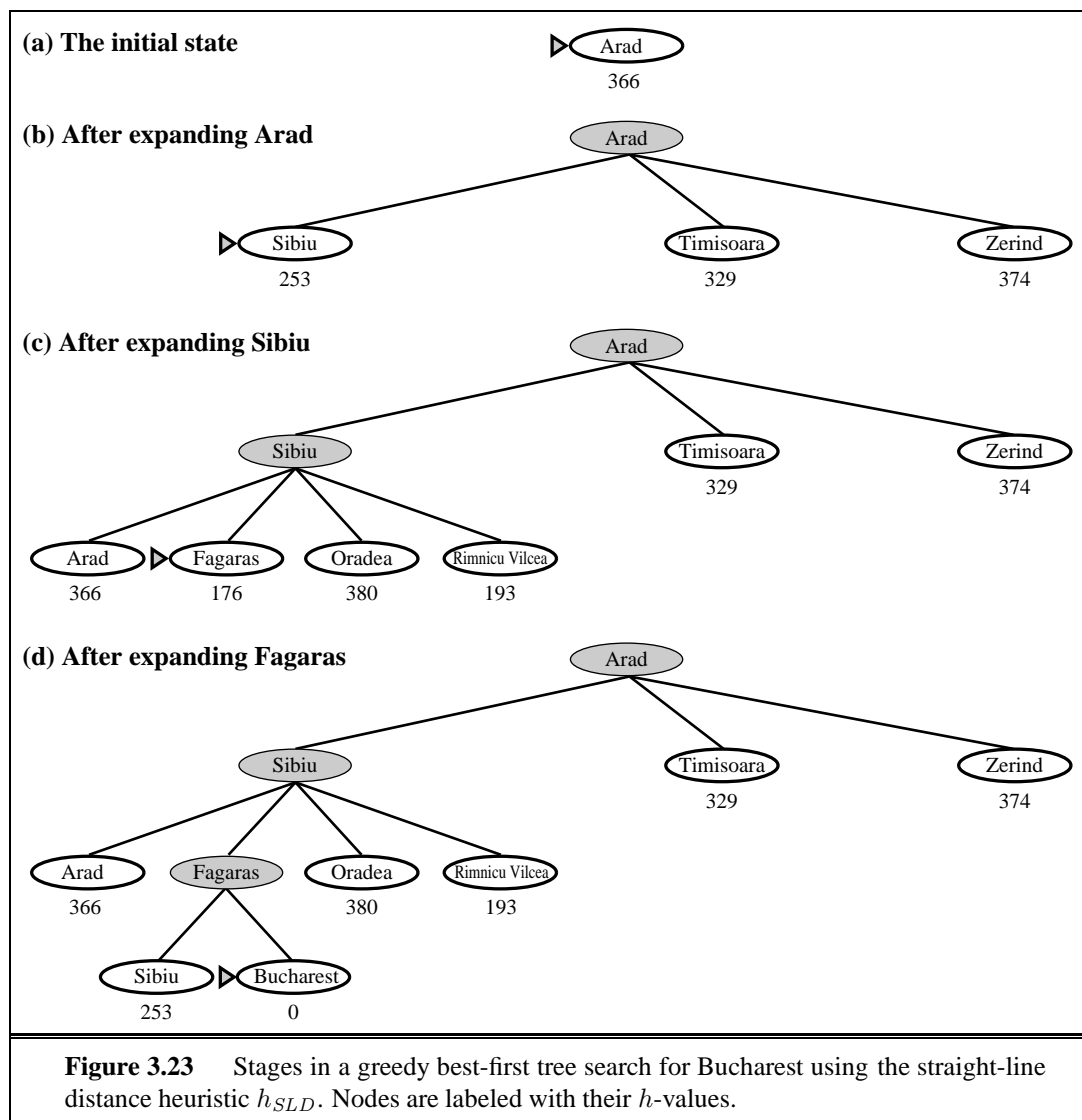 (a) The initial state
Arad
366
(b) After expanding Arad
Arad
Sibiu Timisoara Zerind
253 329 374
(c) After expanding Sibiu
Arad
Sibiu Timisoara Zerind
329 374
Arad Fagaras Oradea Rimnicu Vilcea
366 176 380 193
(d) After expanding Fagaras
Arad
Sibiu Timisoara Zerind
329 374
Arad Fagaras Oradea Rimnicu Vilcea
366 380 193
Sibiu Bucharest
253 0
Figure 3.23 Stages in a greedy best-first tree search for Bucharest using the straight-line
distance heuristic hSLD. Nodes are labeled with their h-values.